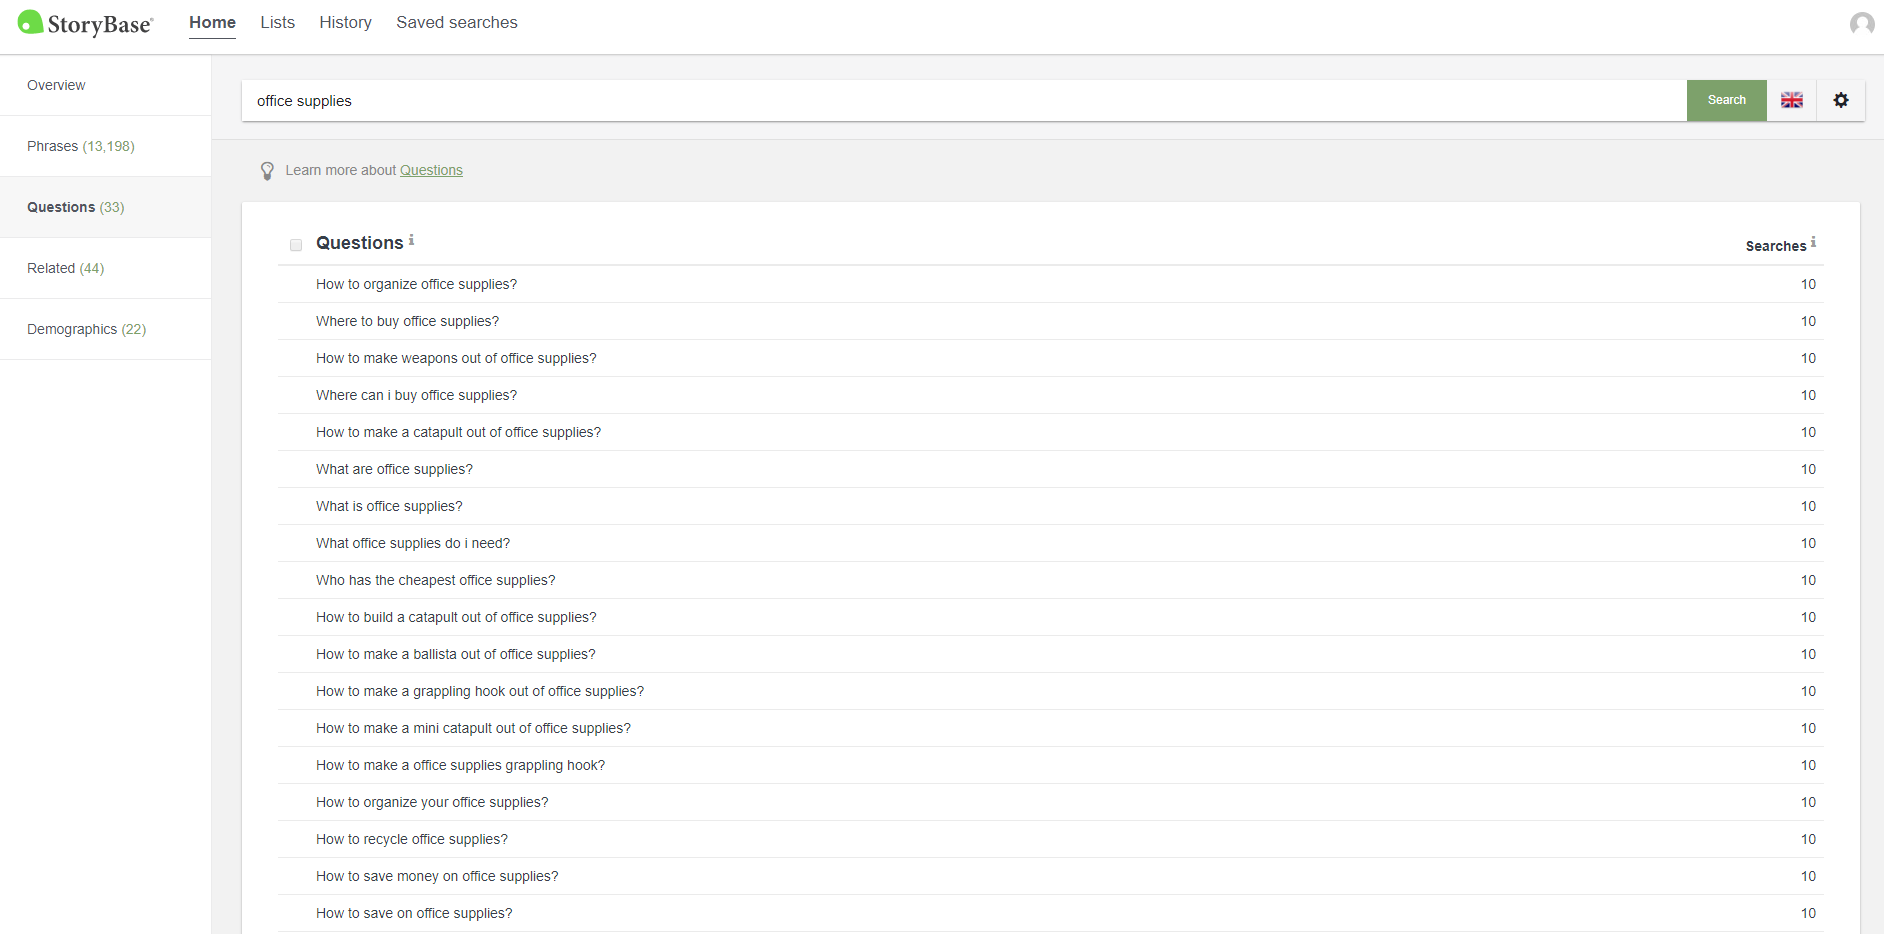 StoryBase®
Home Lists History Saved searches
Overview
Phrases (13,198)
Questions (33)
Related (44)
Demographics (22)
office supplies
Search
Learn more about Questions
Questions i Searches i
How to organize office supplies? 10
Where to buy office supplies? 10
How to make weapons out of office supplies? 10
Where can i buy office supplies? 10
How to make a catapult out of office supplies? 10
What are office supplies? 10
What is office supplies? 10
What office supplies do i need? 10
Who has the cheapest office supplies? 10
How to build a catapult out of office supplies? 10
How to make a ballista out of office supplies? 10
How to make a grappling hook out of office supplies? 10
How to make a mini catapult out of office supplies? 10
How to make a office supplies grappling hook? 10
How to organize your office supplies? 10
How to recycle office supplies? 10
How to save money on office supplies? 10
How to save on office supplies? 10